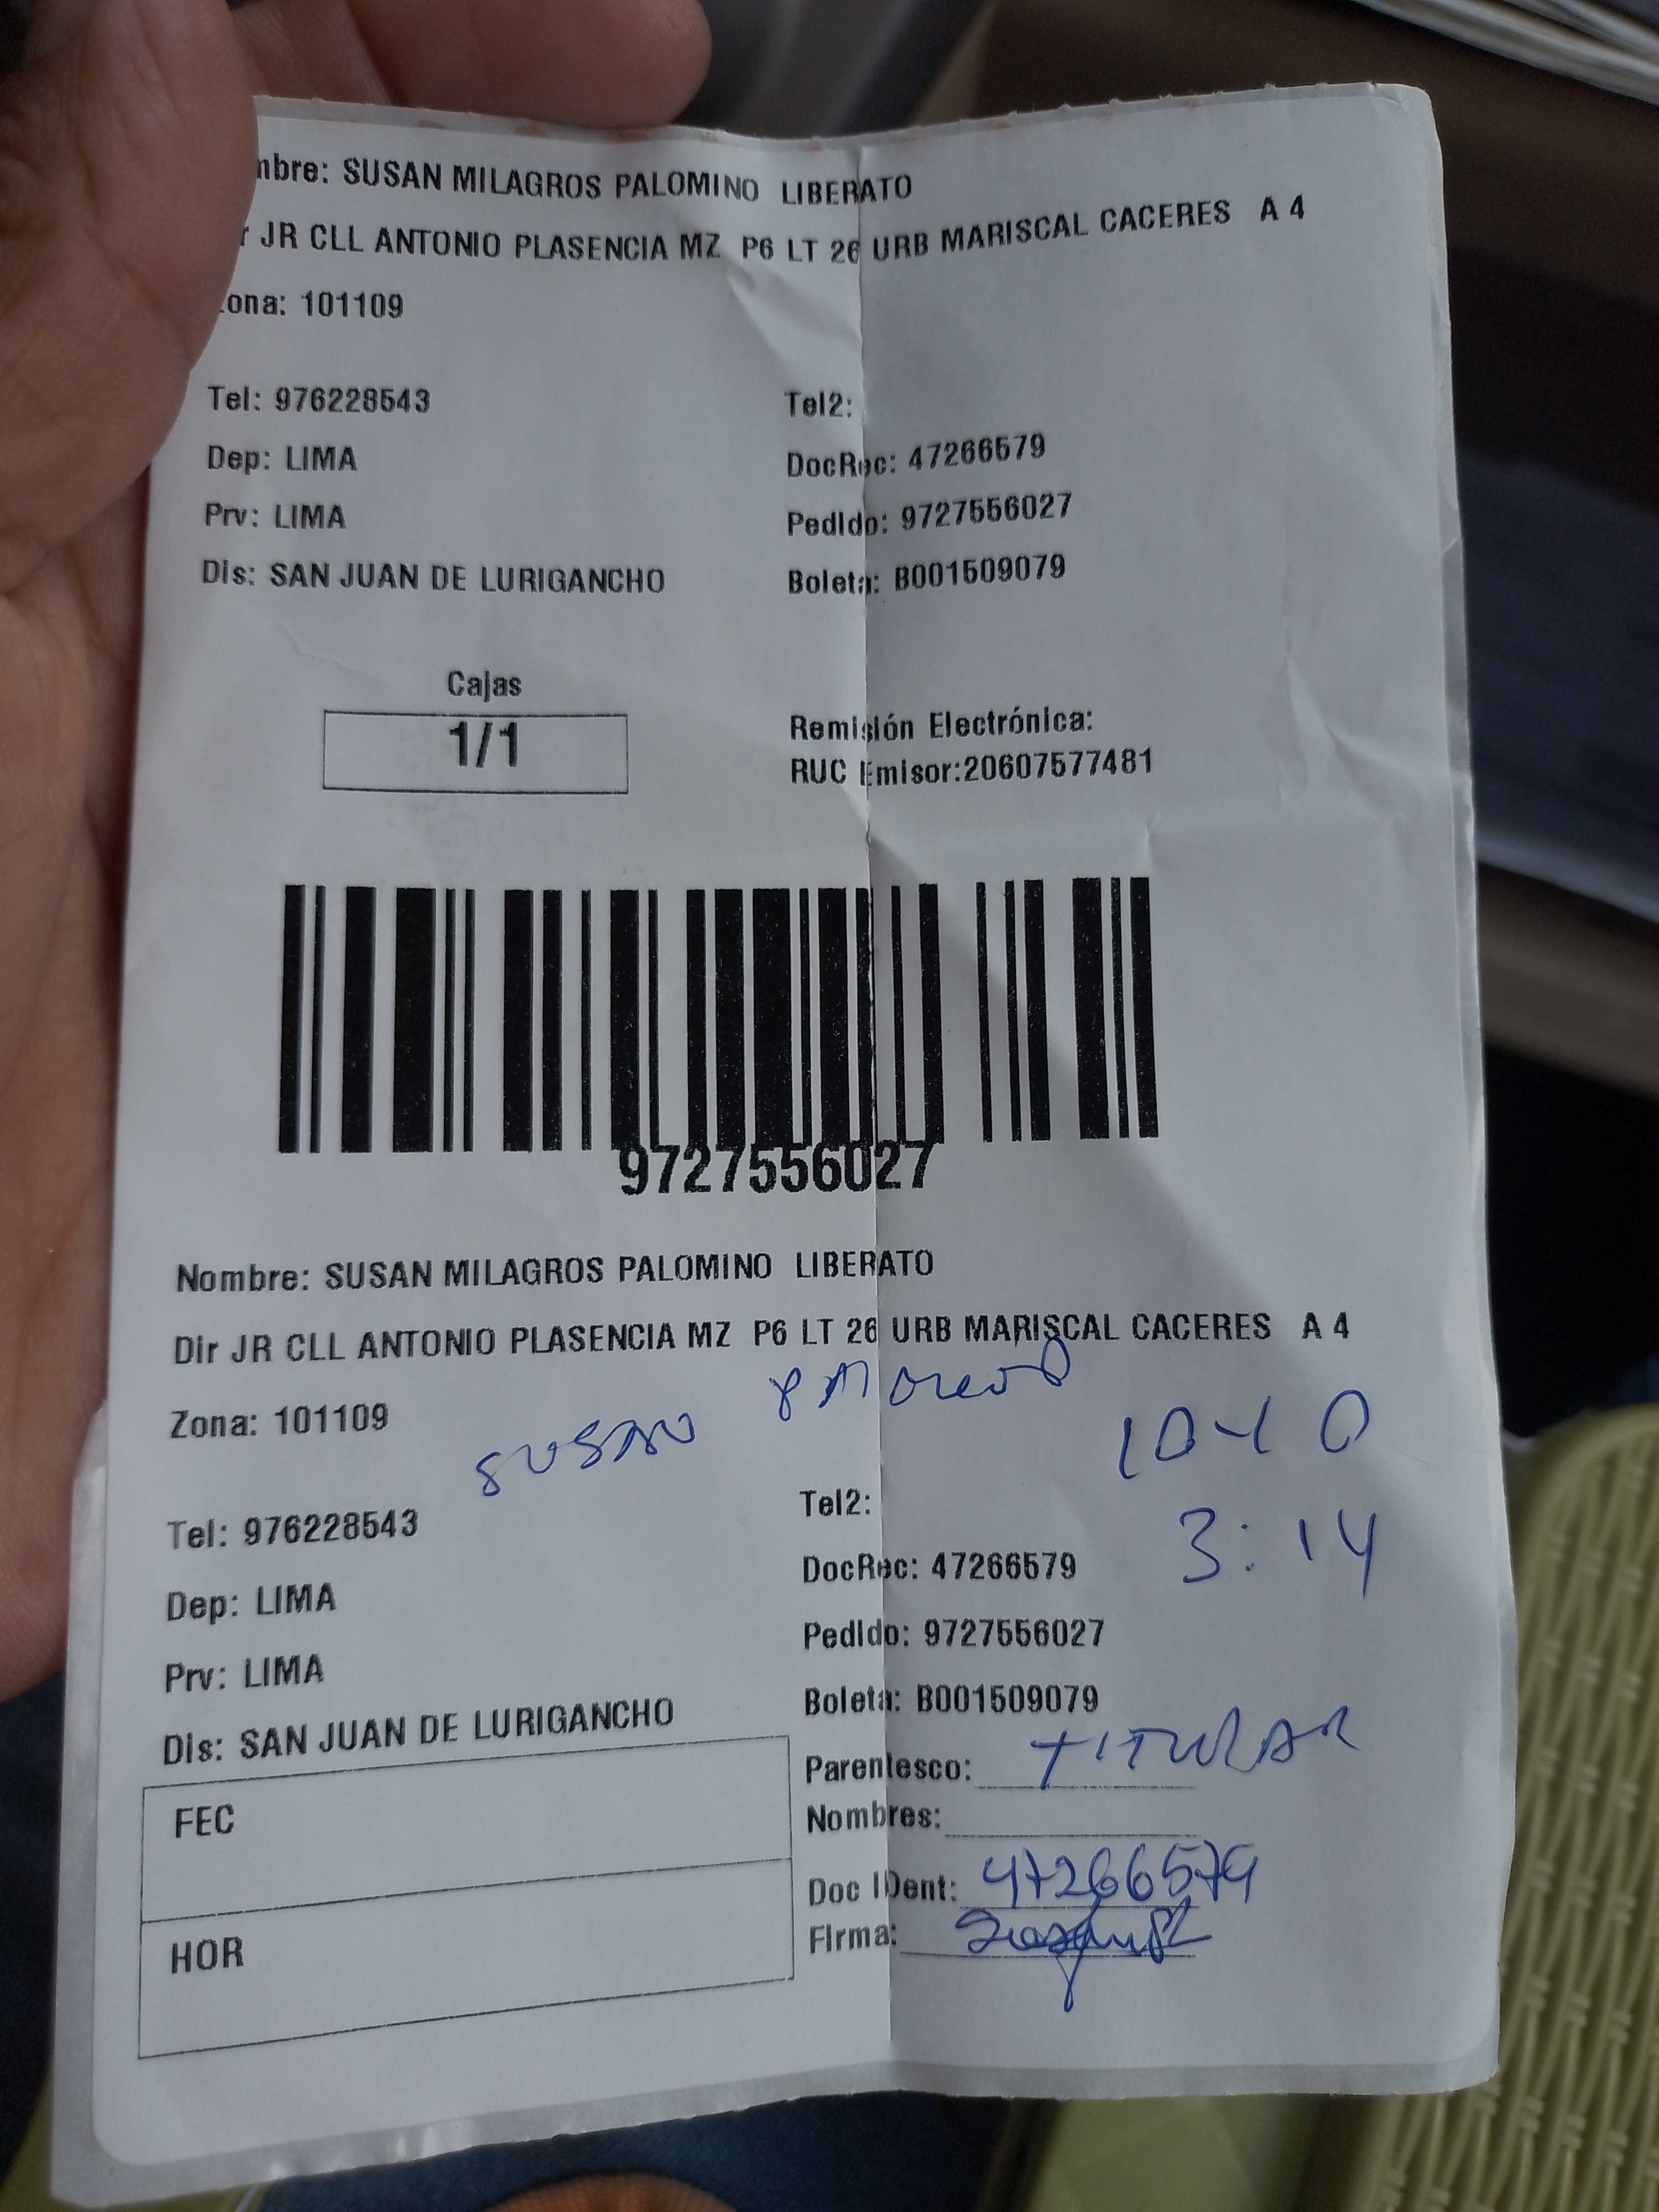 mbre: SUSAN MILAGROS PALOMINO LIBERATO
r JR CLL ANTONIO PLASENCIA MZ P6 LT 26 URB MARISCAL CACERES A 4
ona: 101109
Tel: 976228543
Tel2:
Dep: LIMA
DocRec: 47266579
Prv: LIMA
Pedido: 9727556027
Dis: SAN JUAN DE LURIGANCHO
Boleta: B001509079
Cajas
1/1
Remisión Electrónica:
RUC Emisor:20607577481
9727556027
Nombre: SUSAN MILAGROS PALOMINO LIBERATO
Dir JR CLL ANTONIO PLASENCIA MZ P6 LT 26 URB MARISCAL CACERES A 4
Zona: 101109
SUSAN
Tel: 976228543
Tel2:
3:14
Dep: LIMA
DocRec: 47266579
Prv: LIMA
Pedido: 9727556027
Dis: SAN JUAN DE LURIGANCHO
Boleta: B001509079
Parentesco: TITULAR
FEC
Nombres:
Doc IDent: 47266579
HOR
Firma: